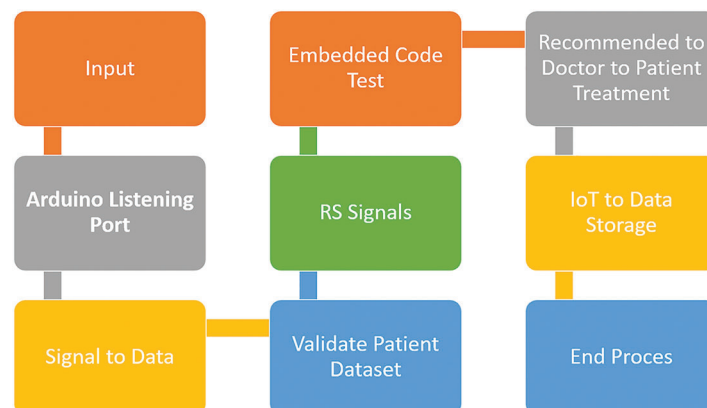 Input
Arduino Listening
Port
Signal to Data
Validate Patient
Dataset
RS Signals
Embedded Code
Test
Recommended to
Doctor to Patient
Treatment
IoT to Data
Storage
End Proces